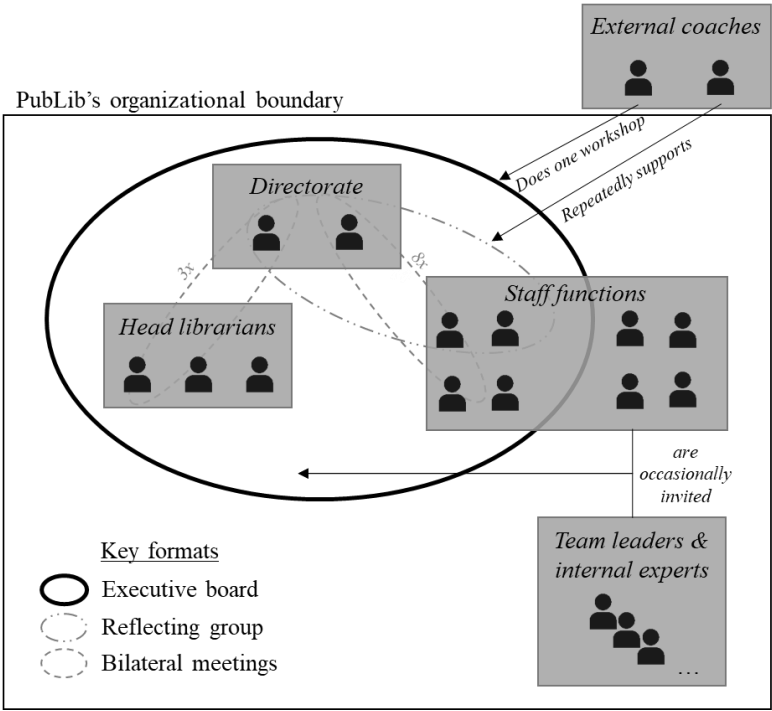 External coaches
PubLib's organizational boundary
Does one workshop
Repeatedly supports
Directorate
3x
8x
Staff functions
Head librarians
are
occasionally
invited
Team leaders &
internal experts
...
Key formats
Executive board
Reflecting group
Bilateral meetings